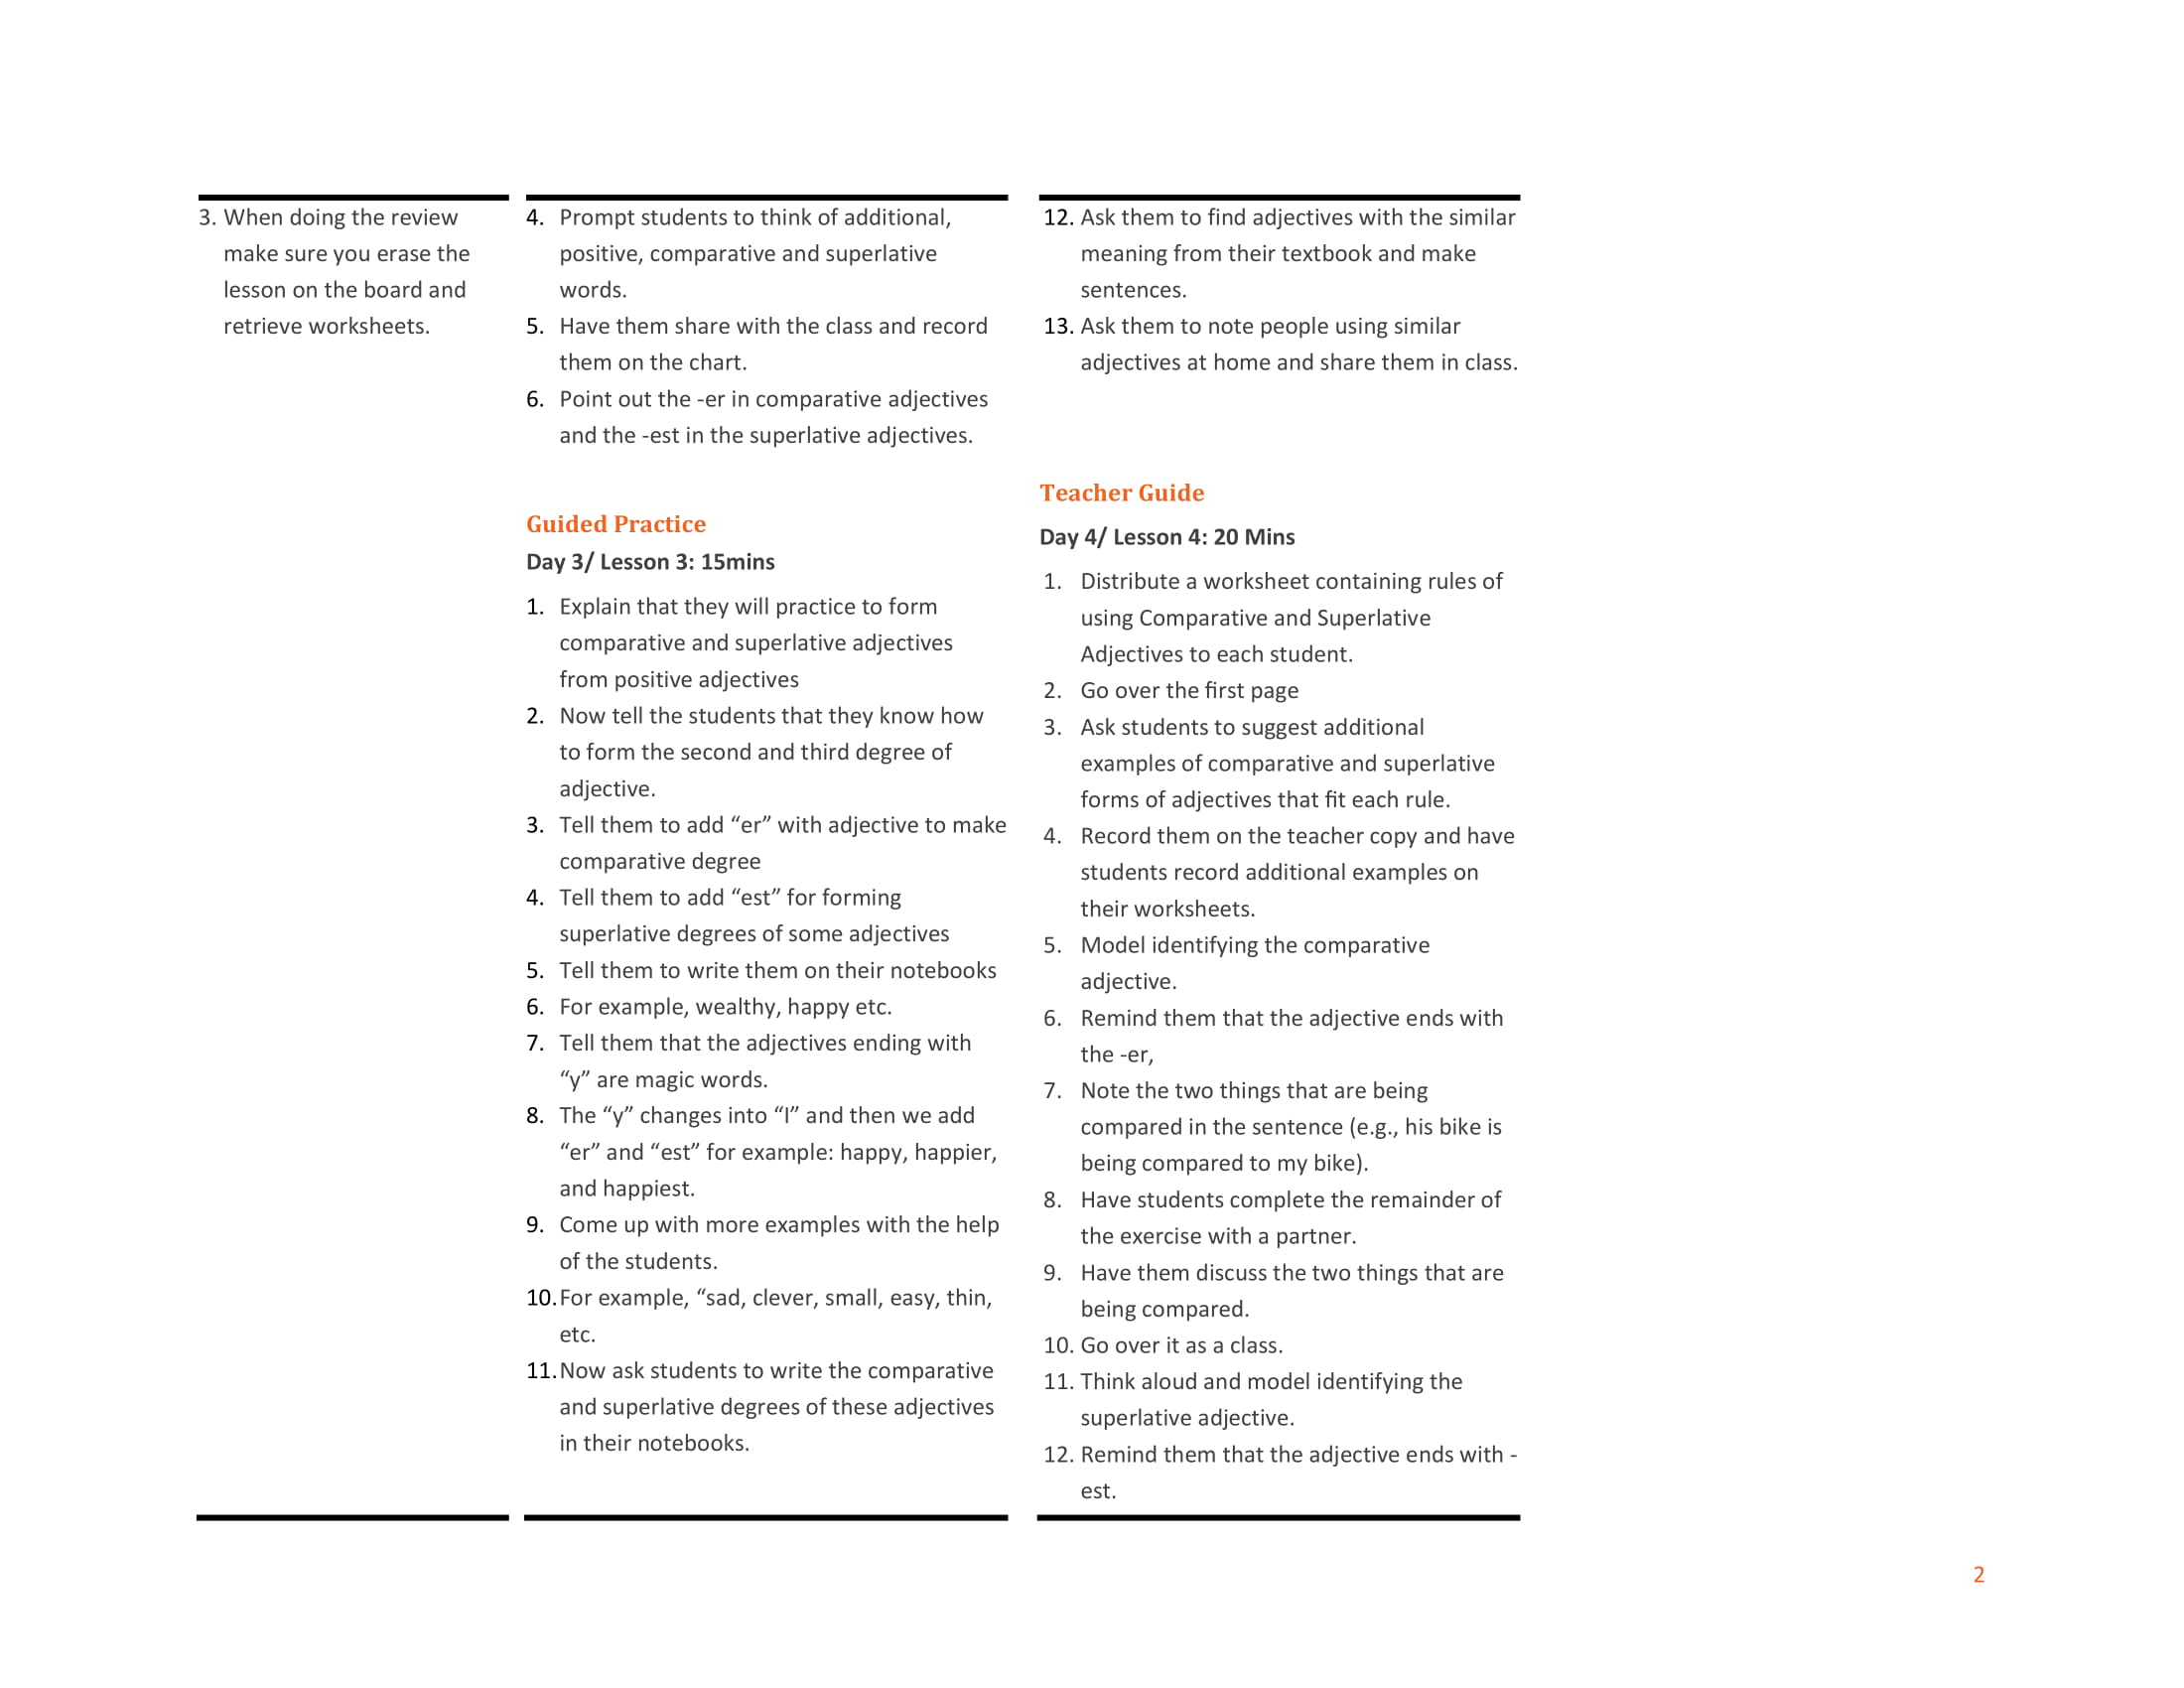 3. When doing the review
make sure you erase the
lesson on the board and
retrieve worksheets.
4. Prompt students to think of additional,
positive, comparative and superlative
words.
5. Have them share with the class and record
them on the chart.
6. Point out the -er in comparative adjectives
and the -est in the superlative adjectives.
Guided Practice
Day 3/ Lesson 3: 15mins
1. Explain that they will practice to form
comparative and superlative adjectives
from positive adjectives
2. Now tell the students that they know how
to form the second and third degree of
adjective.
3. Tell them to add “er” with adjective to make
comparative degree
4. Tell them to add “est” for forming
superlative degrees of some adjectives
5. Tell them to write them on their notebooks
6. For example, wealthy, happy etc.
7. Tell them that the adjectives ending with
“y” are magic words.
8. The “y” changes into “I” and then we add
“er” and “est” for example: happy, happier,
and happiest.
9. Come up with more examples with the help
of the students.
10. For example, “sad, clever, small, easy, thin,
etc.
11. Now ask students to write the comparative
and superlative degrees of these adjectives
in their notebooks.
12. Ask them to find adjectives with the similar
meaning from their textbook and make
sentences.
13. Ask them to note people using similar
adjectives at home and share them in class.
Teacher Guide
Day 4/ Lesson 4: 20 Mins
1. Distribute a worksheet containing rules of
using Comparative and Superlative
Adjectives to each student.
2. Go over the first page
3. Ask students to suggest additional
examples of comparative and superlative
forms of adjectives that fit each rule.
4. Record them on the teacher copy and have
students record additional examples on
their worksheets.
5. Model identifying the comparative
adjective.
6. Remind them that the adjective ends with
the -er,
7. Note the two things that are being
compared in the sentence (e.g., his bike is
being compared to my bike).
8. Have students complete the remainder of
the exercise with a partner.
9. Have them discuss the two things that are
being compared.
10. Go over it as a class.
11. Think aloud and model identifying the
superlative adjective.
12. Remind them that the adjective ends with -
est.
2